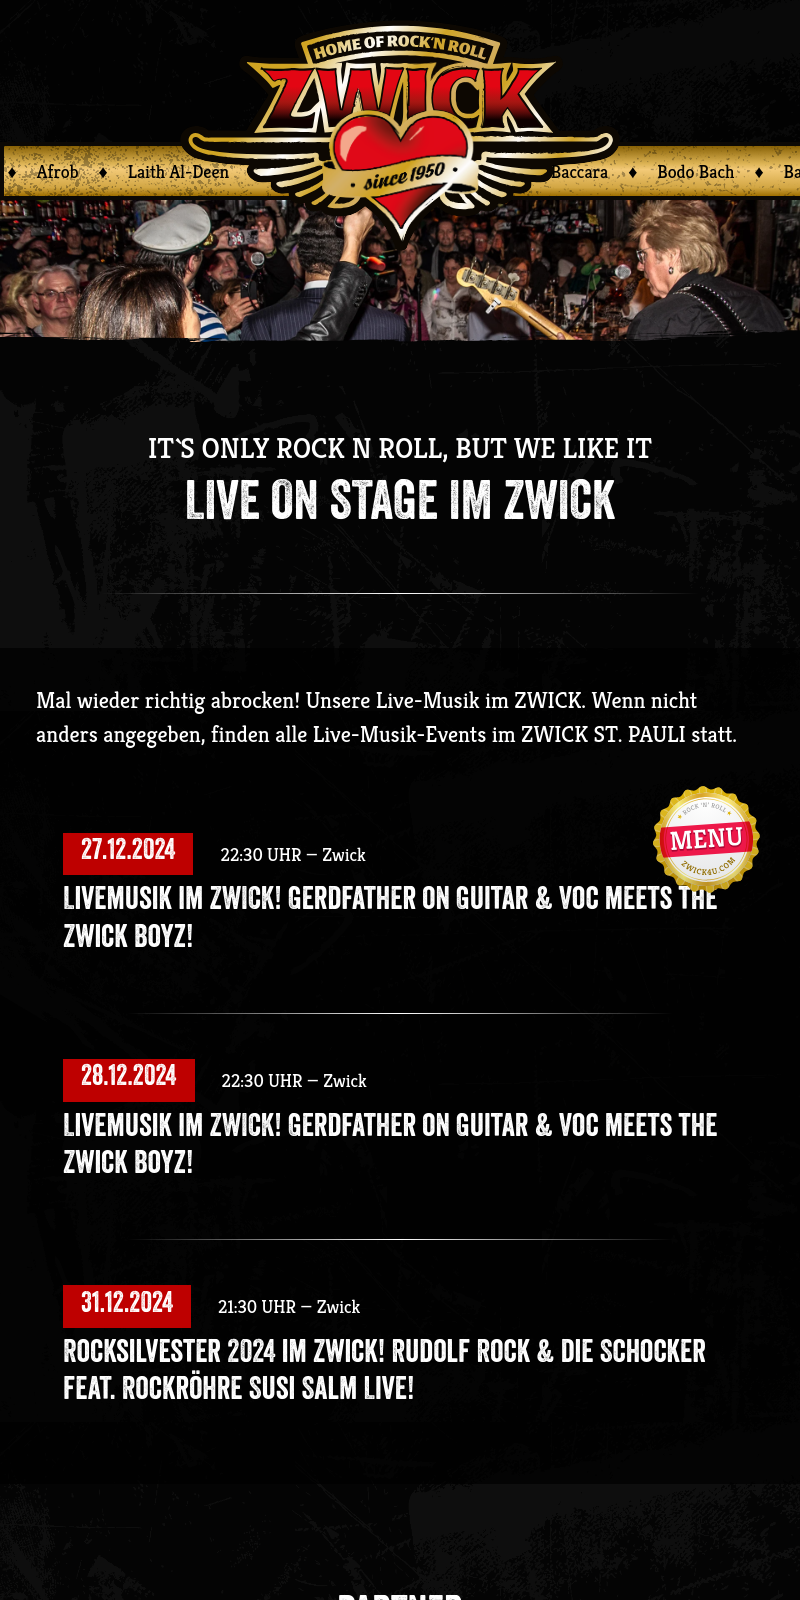 HOME OF ROCK'N ROLL
ZWICK
since 1950
♦ Afrob ♦ Laith Al-Deen Baccara ♦ Bodo Bach ♦
IT`S ONLY ROCK N ROLL, BUT WE LIKE IT
LIVE ON STAGE IM ZWICK
Mal wieder richtig abrocken! Unsere Live-Musik im ZWICK. Wenn nicht
anders angegeben, finden alle Live-Musik-Events im ZWICK ST. PAULI statt.
ROCK 'N' ROLL
MENU
ZWICK4U.COM
27.12.2024 22:30 UHR – Zwick
LIVEMUSIK IM ZWICK! GERDFATHER ON GUITAR & VOC MEETS THE
ZWICK BOYZ!
28.12.2024 22:30 UHR – Zwick
LIVEMUSIK IM ZWICK! GERDFATHER ON GUITAR & VOC MEETS THE
ZWICK BOYZ!
31.12.2024 21:30 UHR – Zwick
ROCKSILVESTER 2024 IM ZWICK! RUDOLF ROCK & DIE SCHOCKER
FEAT. ROCKRÖHRE SUSI SALM LIVE!
PARTNER